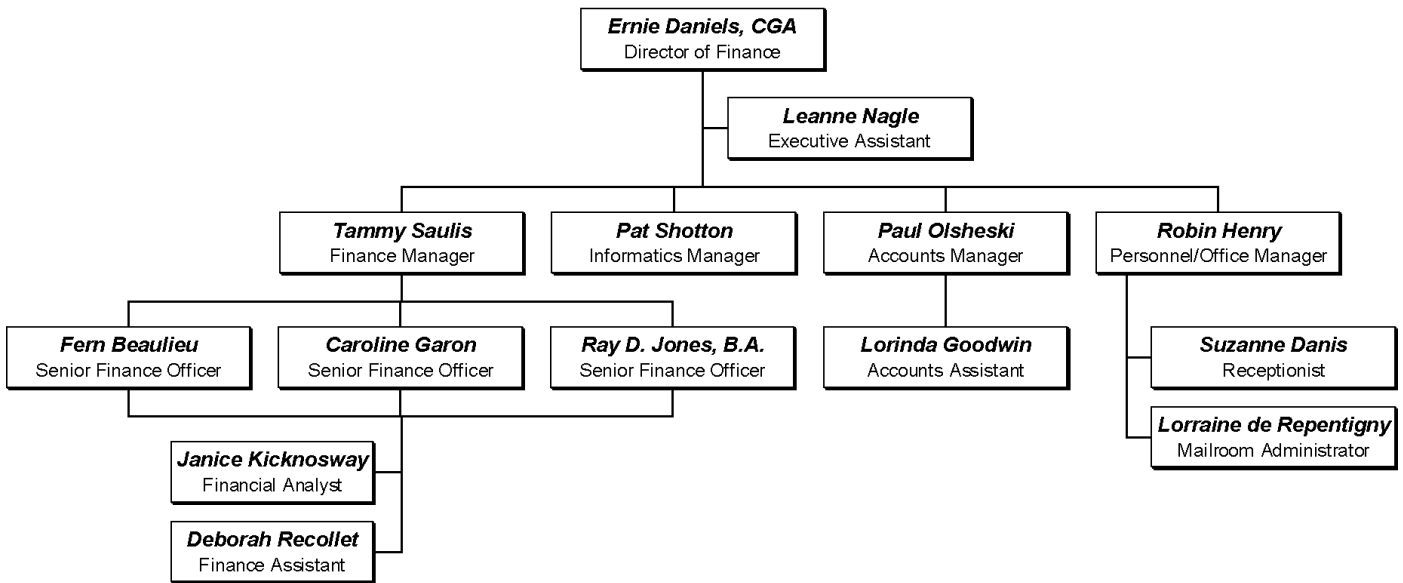 Ernie Daniels, CGA
Director of Finance
Leanne Nagle
Executive Assistant
Tammy Saulis
Finance Manager
Pat Shotton
Informatics Manager
Paul Olsheski
Accounts Manager
Robin Henry
Personnel/Office Manager
Fern Beaulieu
Senior Finance Officer
Caroline Garon
Senior Finance Officer
Ray D. Jones, B.A.
Senior Finance Officer
Lorinda Goodwin
Accounts Assistant
Suzanne Danis
Receptionist
Lorraine de Repentigny
Mailroom Administrator
Janice Kicknosway
Financial Analyst
Deborah Recollet
Finance Assistant